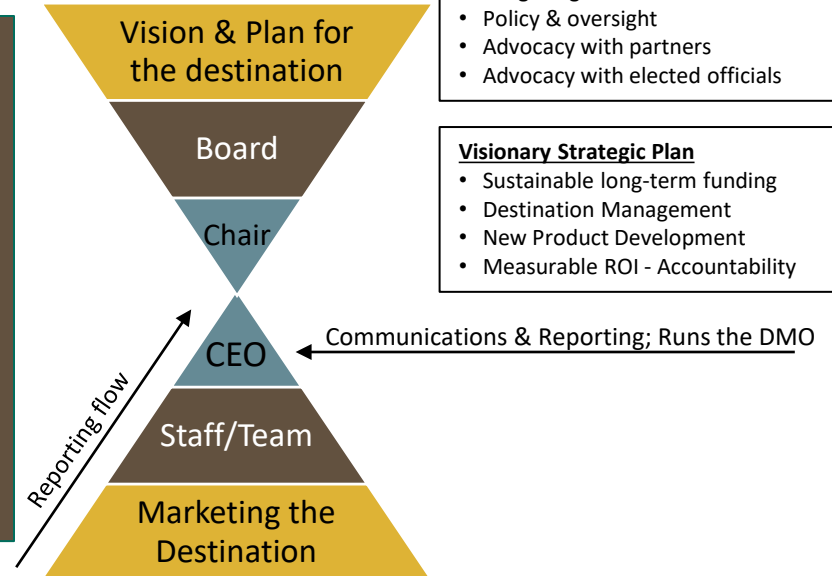 Vision & Plan for
the destination
Board
Chair
CEO
Staff/Team
Marketing the
Destination
Reporting flow
• Policy & oversight
• Advocacy with partners
• Advocacy with elected officials
Visionary Strategic Plan
• Sustainable long-term funding
• Destination Management
• New Product Development
• Measurable ROI - Accountability
Communications & Reporting; Runs the DMO